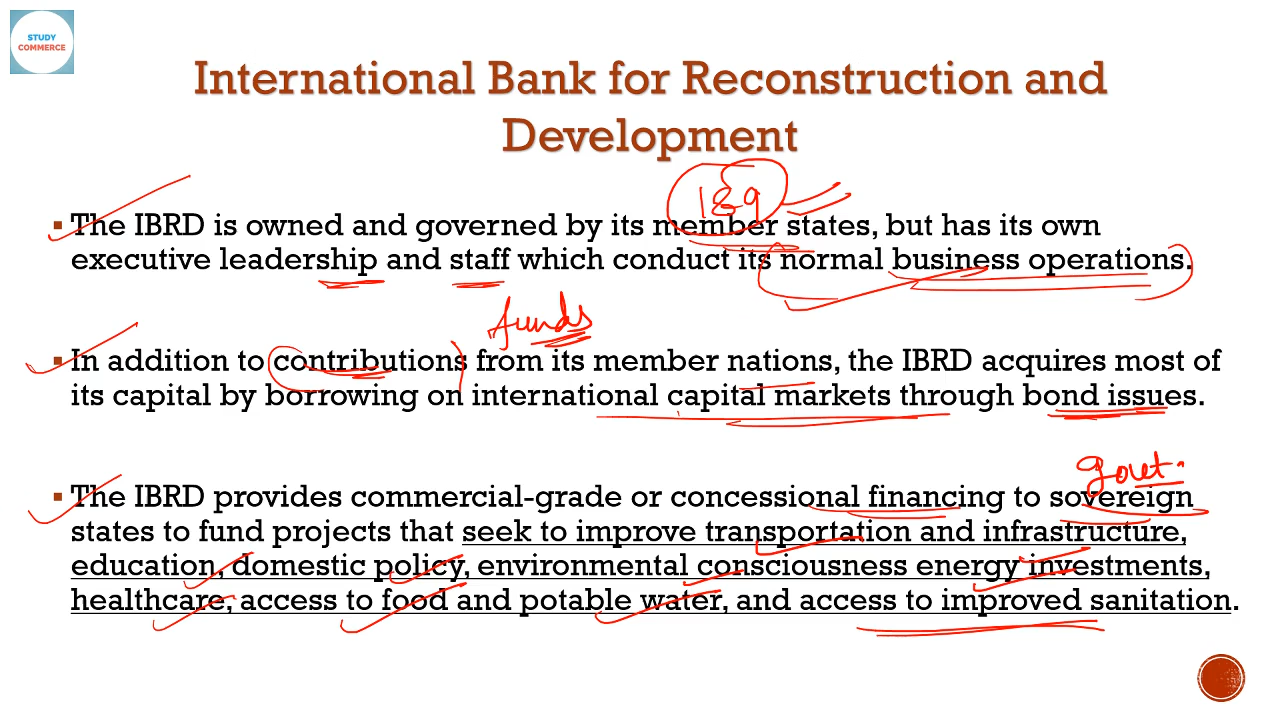 STUDY
COMMERCE
International Bank for Reconstruction and
Development
189
▪ The IBRD is owned and governed by its member states, but has its own
executive leadership and staff which conduct its normal business operations.
funds
▪ In addition to contributions from its member nations, the IBRD acquires most of
its capital by borrowing on international capital markets through bond issues.
Govt.
▪ The IBRD provides commercial-grade or concessional financing to sovereign
states to fund projects that seek to improve transportation and infrastructure,
education, domestic policy, environmental consciousness energy investments,
healthcare, access to food and potable water, and access to improved sanitation.